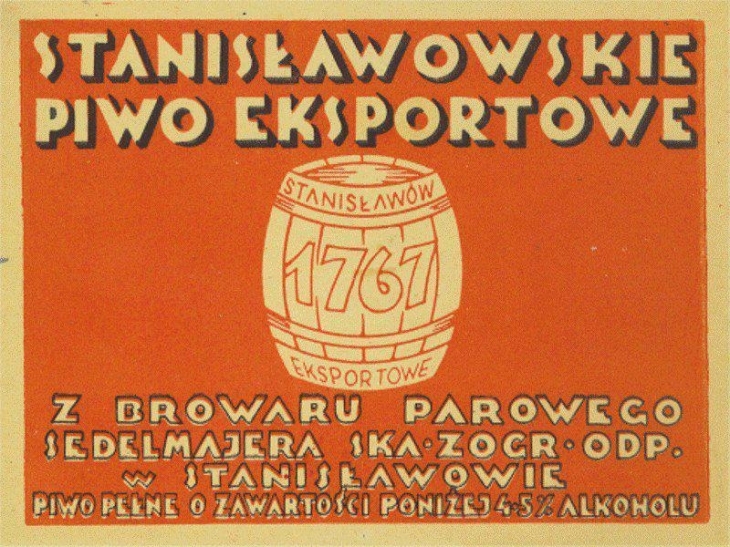 STANISŁAWOWSKIE
PIWO EKSPORTOWE
STANISŁAWÓW
1767
EKSPORTOWE
Z BROWARU PAROWEGO
SEDELMAJERA SKA·ZOGR·ODP.
W STANISŁAWOWIE
PIWO PEŁNE O ZAWARTOŚCI PONIŻEJ 4·5% ALKOHOLU